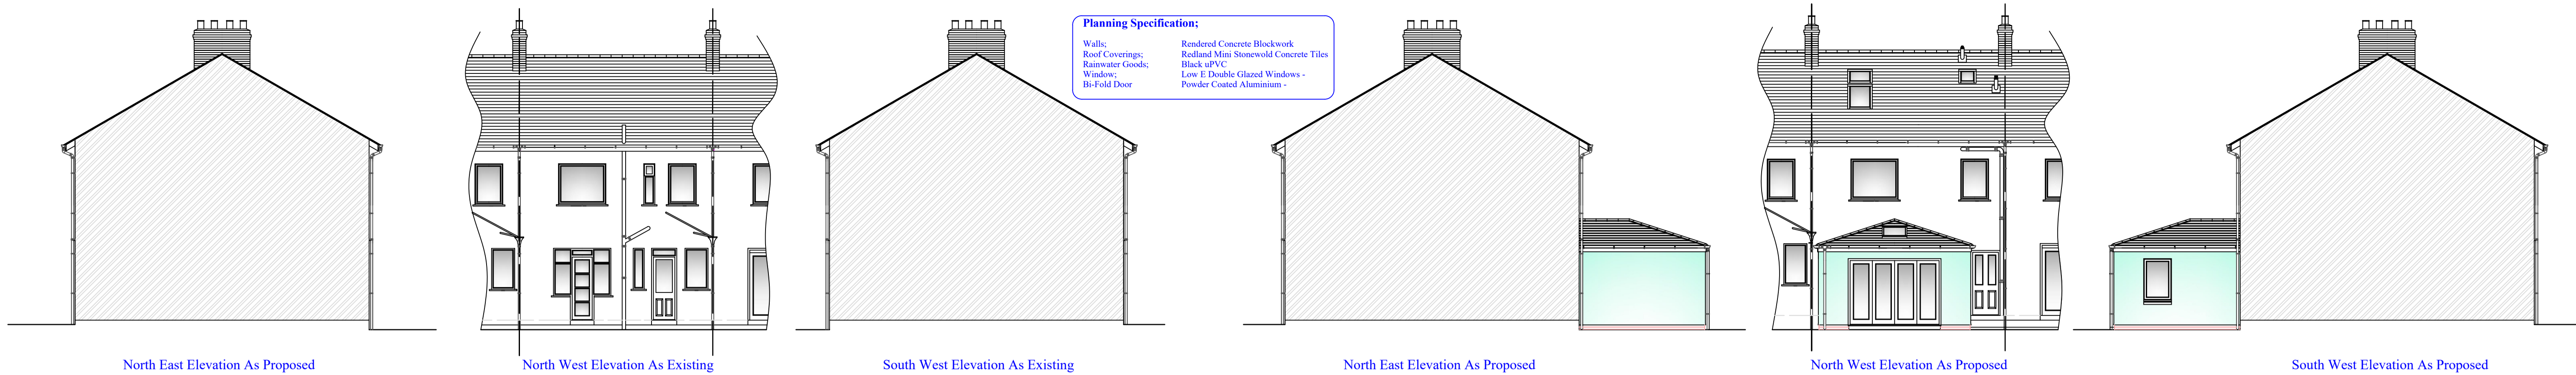 Planning Specification;
Walls; Rendered Concrete Blockwork
Roof Coverings; Redland Mini Stonewold Concrete Tiles
Rainwater Goods; Black uPVC
Window; Low E Double Glazed Windows -
Bi-Fold Door Powder Coated Aluminium -
North East Elevation As Proposed
North West Elevation As Existing
South West Elevation As Existing
North East Elevation As Proposed
North West Elevation As Proposed
South West Elevation As Proposed